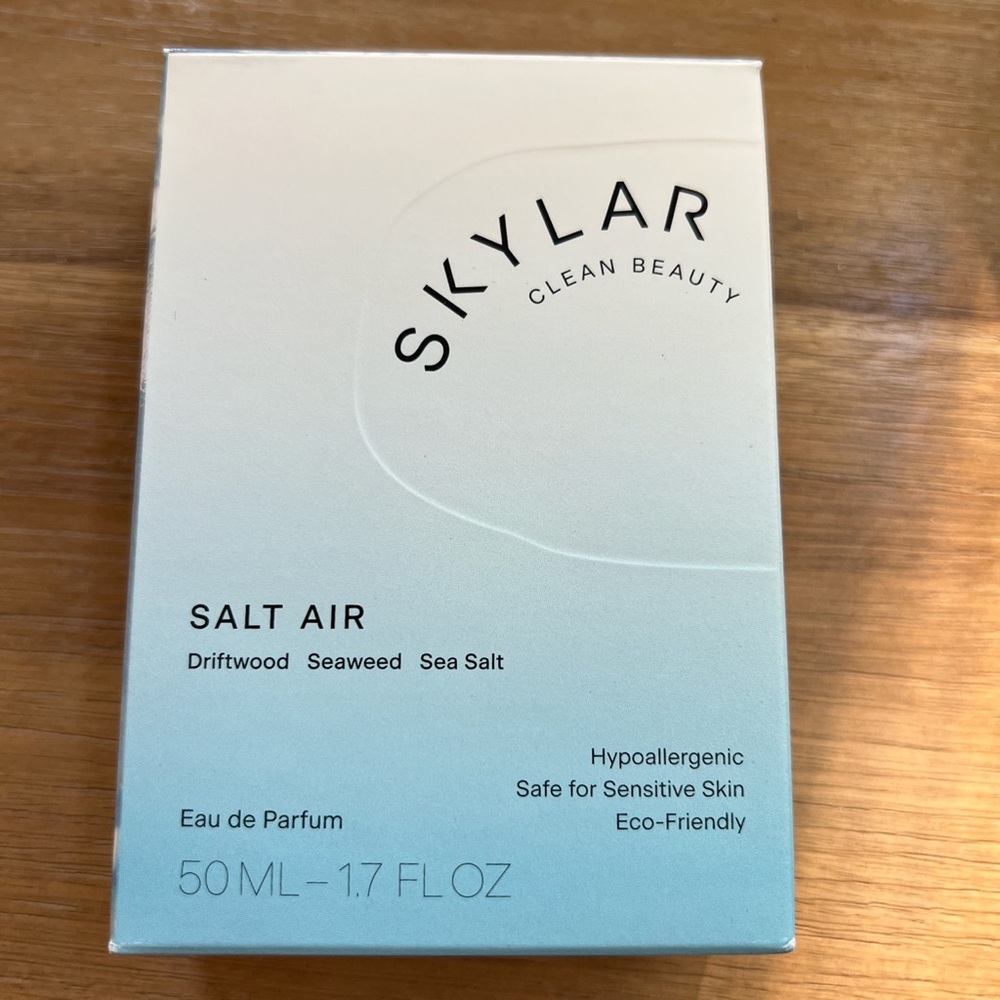 SKYLAR
CLEAN BEAUTY
SALT AIR
Driftwood Seaweed Sea Salt
Hypoallergenic
Safe for Sensitive Skin
Eco-Friendly
Eau de Parfum
50 ML – 1.7 FL OZ